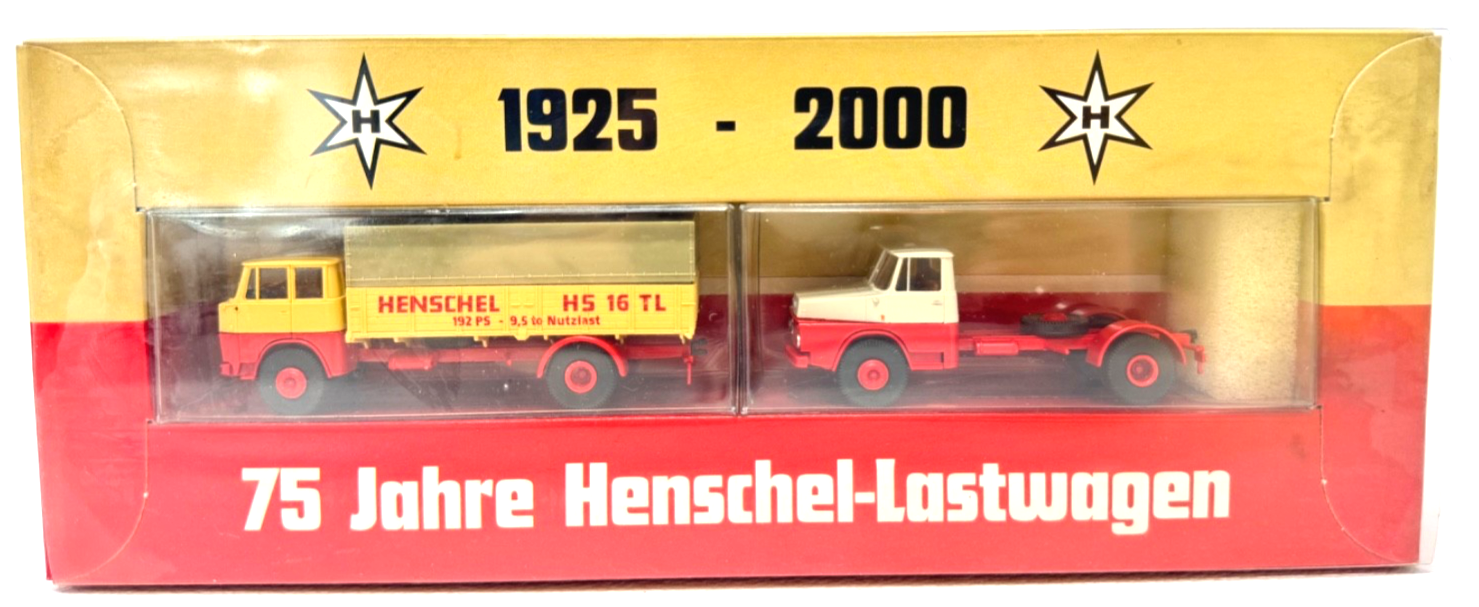 H 1925 - 2000 H
HENSCHEL HS 16 TL
192 PS - 9,5 to Nutzlast
75 Jahre Henschel-Lastwagen